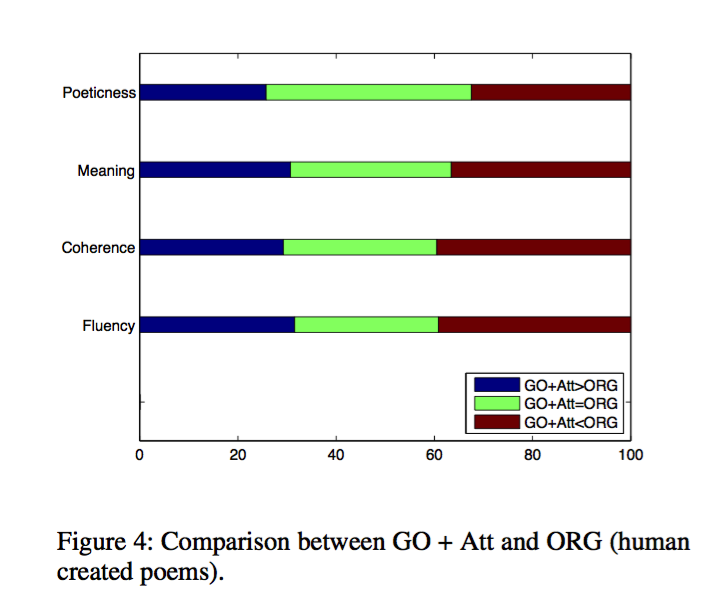 Poeticness
Meaning
Coherence
Fluency
GO+Att>ORG
GO+Att=ORG
GO+Att<ORG
0 20 40 60 80 100
Figure 4: Comparison between GO + Att and ORG (human
created poems).